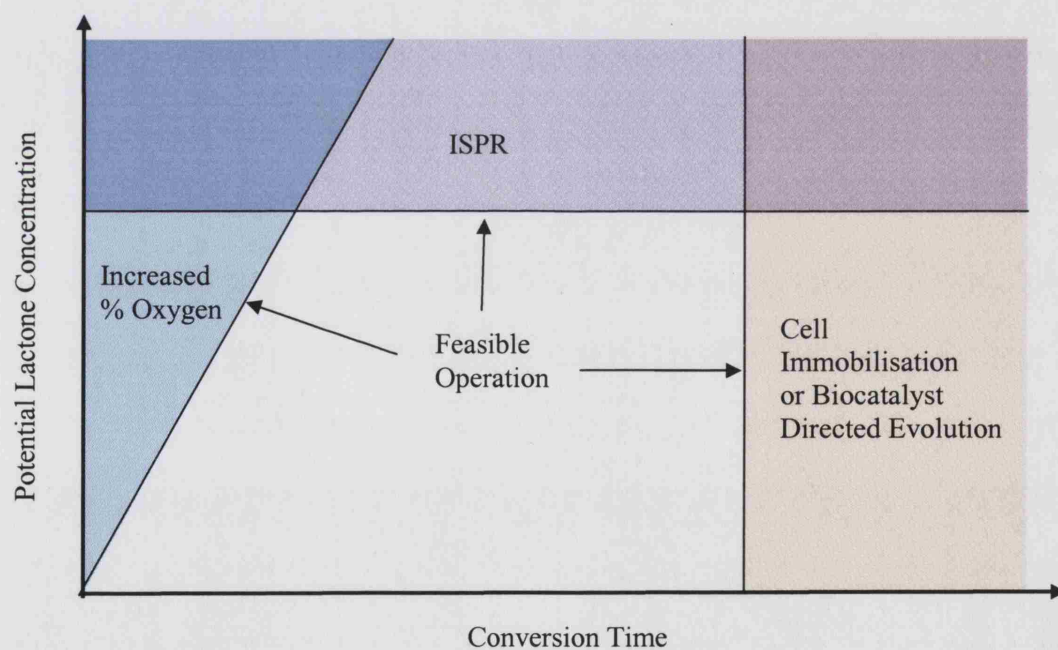 Potential Lactone Concentration
ISPR
Increased
% Oxygen
Feasible
Operation
Cell
Immobilisation
or Biocatalyst
Directed Evolution
Conversion Time